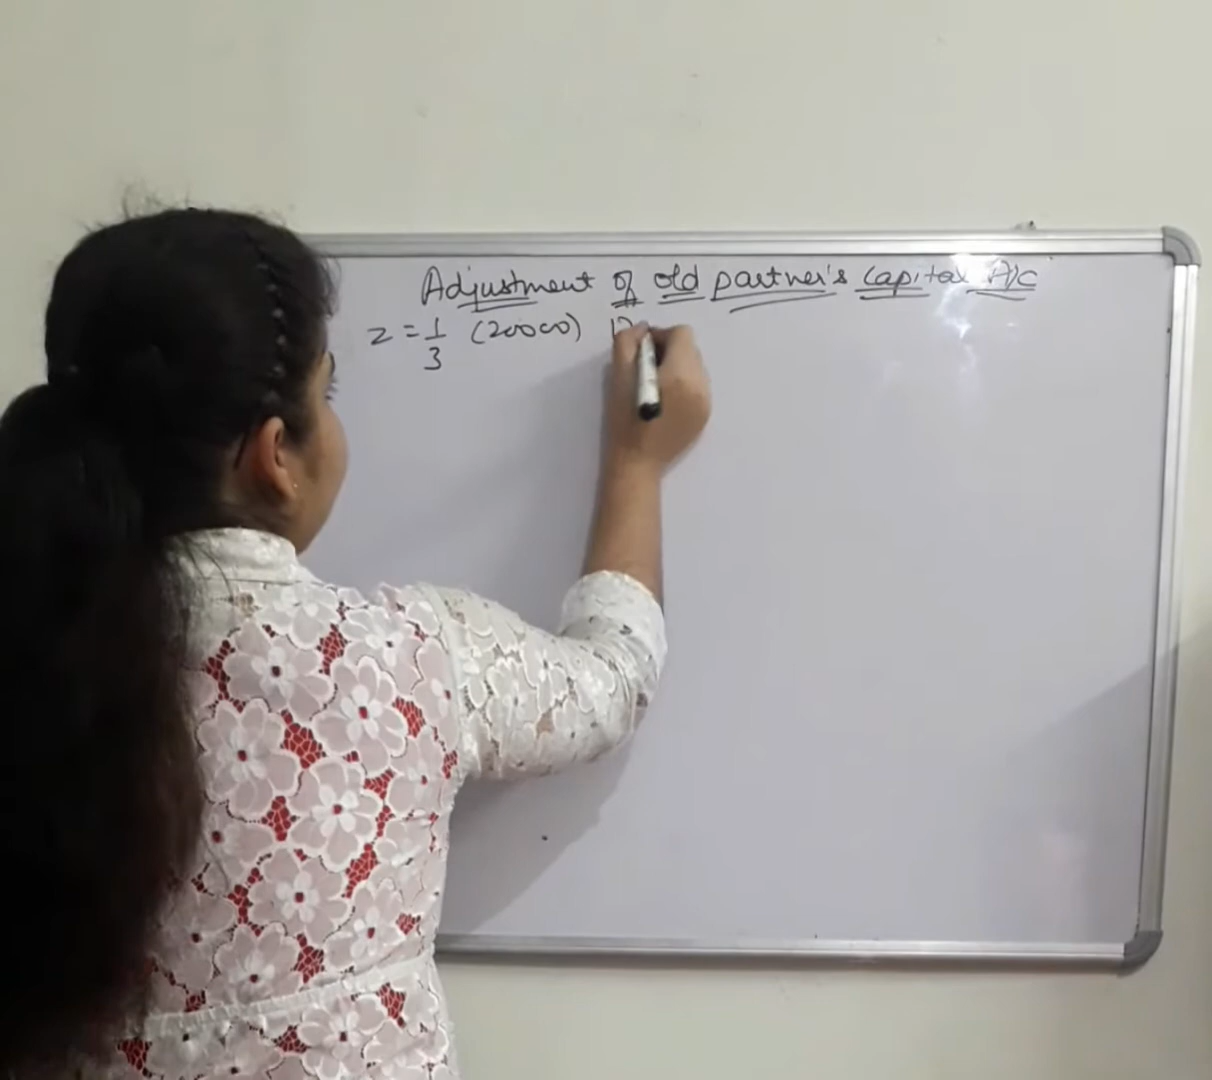 Adjustment of old partner's Capital A/c
z = 1/3 (20000)